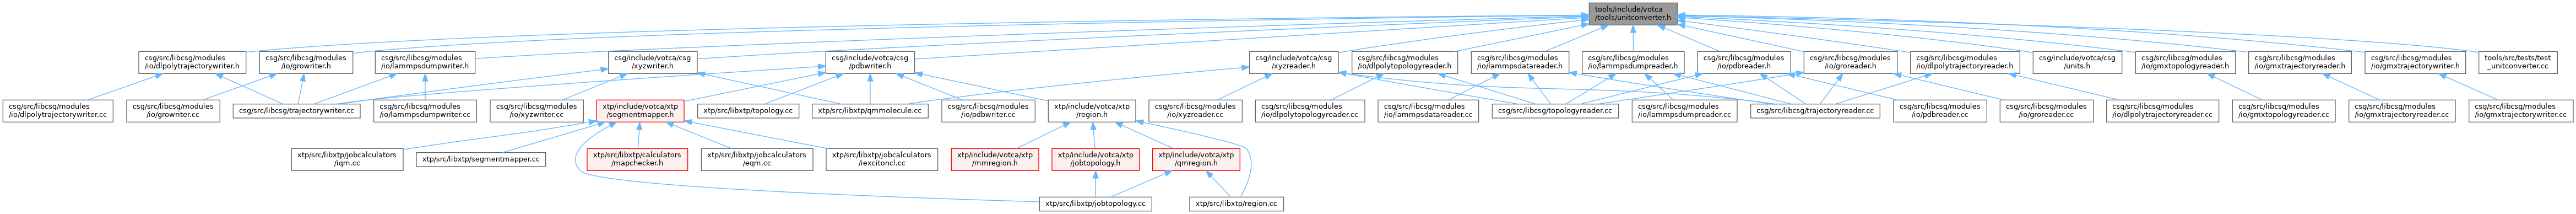 tools/include/votca
/tools/unitconverter.h
csg/src/libcsg/modules
/io/dlpolytrajectorywriter.h
csg/src/libcsg/modules
/io/growriter.h
csg/src/libcsg/modules
/io/lammpsdumpwriter.h
csg/include/votca/csg
/xyzwriter.h
csg/include/votca/csg
/pdbwriter.h
csg/include/votca/csg
/xyzreader.h
csg/src/libcsg/modules
/io/dlpolytopologyreader.h
csg/src/libcsg/modules
/io/lammpsdatareader.h
csg/src/libcsg/modules
/io/lammpsdumpreader.h
csg/src/libcsg/modules
/io/pdbreader.h
csg/src/libcsg/modules
/io/groreader.h
csg/src/libcsg/modules
/io/dlpolytrajectoryreader.h
csg/include/votca/csg
/units.h
csg/src/libcsg/modules
/io/gmxtopologyreader.h
csg/src/libcsg/modules
/io/gmxtrajectoryreader.h
csg/src/libcsg/modules
/io/gmxtrajectorywriter.h
tools/src/tests/test
_unitconverter.cc
csg/src/libcsg/modules
/io/dlpolytrajectorywriter.cc
csg/src/libcsg/modules
/io/growriter.cc
csg/src/libcsg/trajectorywriter.cc
csg/src/libcsg/modules
/io/lammpsdumpwriter.cc
csg/src/libcsg/modules
/io/xyzwriter.cc
xtp/include/votca/xtp
/segmentmapper.h
xtp/src/libxtp/topology.cc
xtp/src/libxtp/qmmolecule.cc
csg/src/libcsg/modules
/io/pdbwriter.cc
xtp/include/votca/xtp
/region.h
csg/src/libcsg/modules
/io/xyzreader.cc
csg/src/libcsg/modules
/io/dlpolytopologyreader.cc
csg/src/libcsg/modules
/io/lammpsdatareader.cc
csg/src/libcsg/topologyreader.cc
csg/src/libcsg/modules
/io/lammpsdumpreader.cc
csg/src/libcsg/trajectoryreader.cc
csg/src/libcsg/modules
/io/pdbreader.cc
csg/src/libcsg/modules
/io/groreader.cc
csg/src/libcsg/modules
/io/dlpolytrajectoryreader.cc
csg/src/libcsg/modules
/io/gmxtopologyreader.cc
csg/src/libcsg/modules
/io/gmxtrajectoryreader.cc
csg/src/libcsg/modules
/io/gmxtrajectorywriter.cc
xtp/src/libxtp/jobcalculators
/iqm.cc
xtp/src/libxtp/segmentmapper.cc
xtp/src/libxtp/calculators
/mapchecker.h
xtp/src/libxtp/jobcalculators
/eqm.cc
xtp/src/libxtp/jobcalculators
/iexcitoncl.cc
xtp/include/votca/xtp
/mmregion.h
xtp/include/votca/xtp
/jobtopology.h
xtp/include/votca/xtp
/qmregion.h
xtp/src/libxtp/jobtopology.cc
xtp/src/libxtp/region.cc